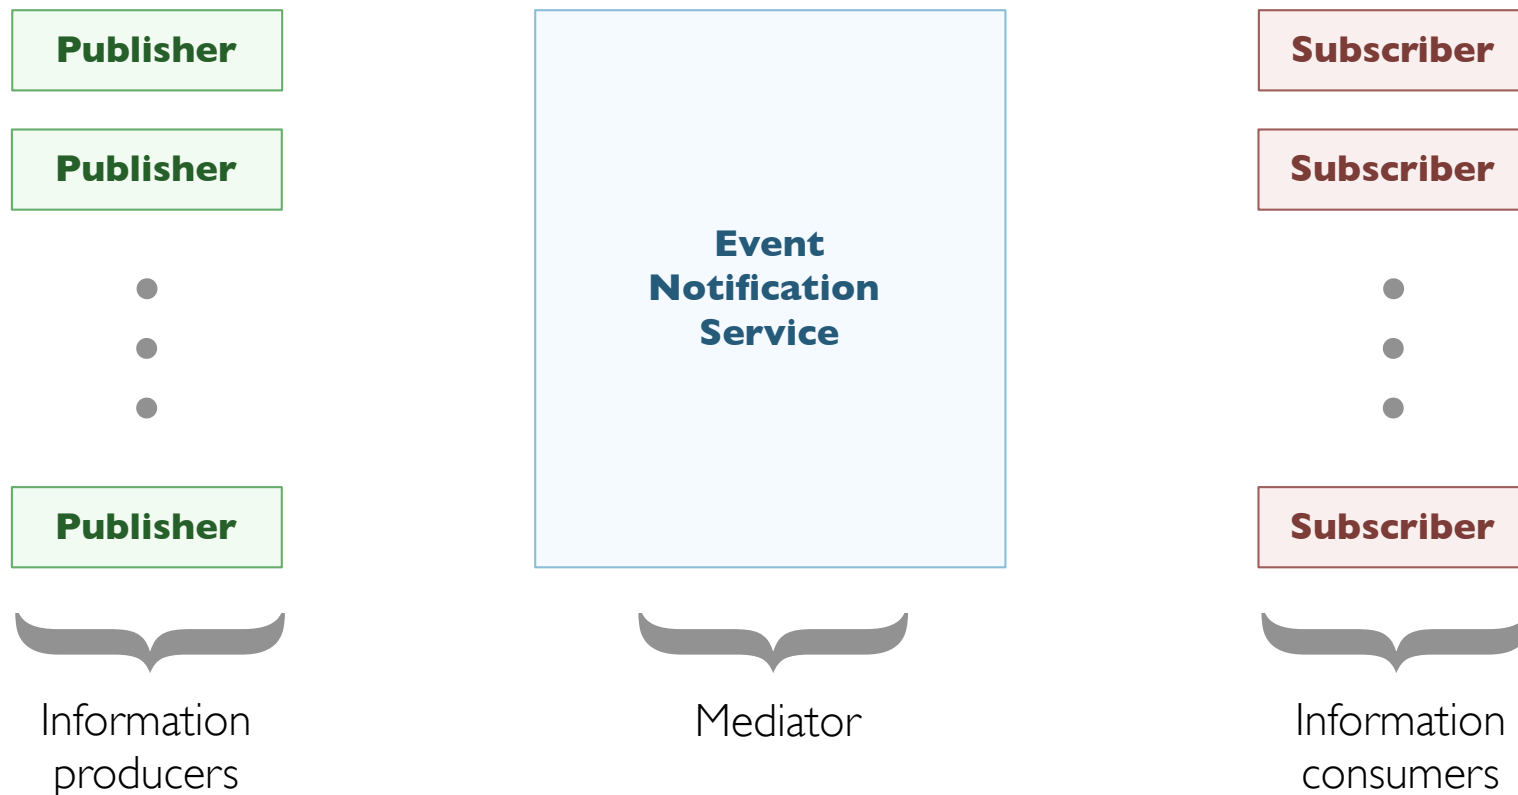 Publisher
Publisher
Publisher
Information
producers
Event
Notification
Service
Mediator
Subscriber
Subscriber
Subscriber
Information
consumers